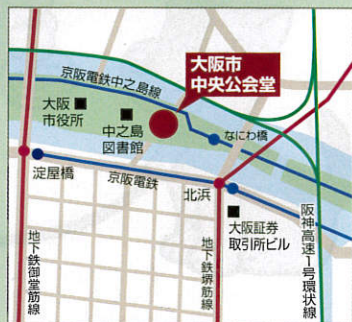 大阪市
中央公会堂
京阪電鉄中之島線
大阪
市役所
中之島
図書館
なにわ橋
淀屋橋
京阪電鉄
北浜
大阪証券
取引所ビル
地下鉄御堂筋線
地下鉄堺筋線
阪神高速1号環状線